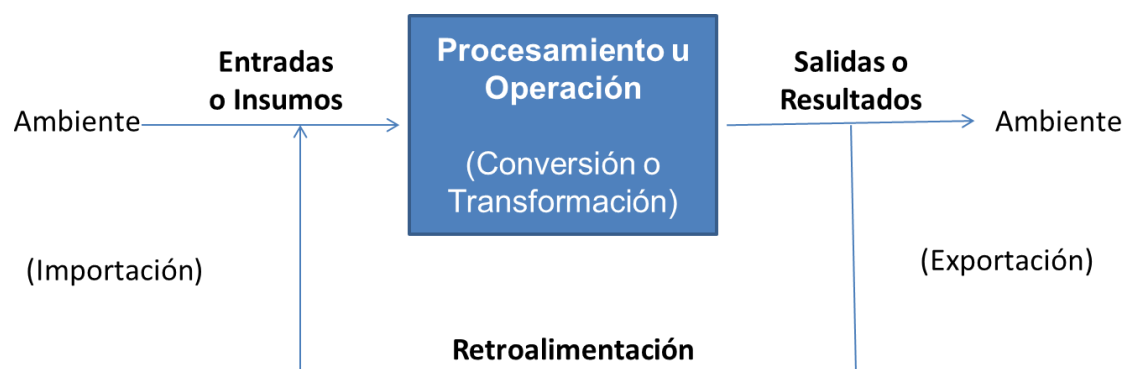 Procesamiento u
Operación
(Conversión o
Transformación)
Entradas
o Insumos
Salidas o
Resultados
Ambiente
Ambiente
(Importación)
(Exportación)
Retroalimentación